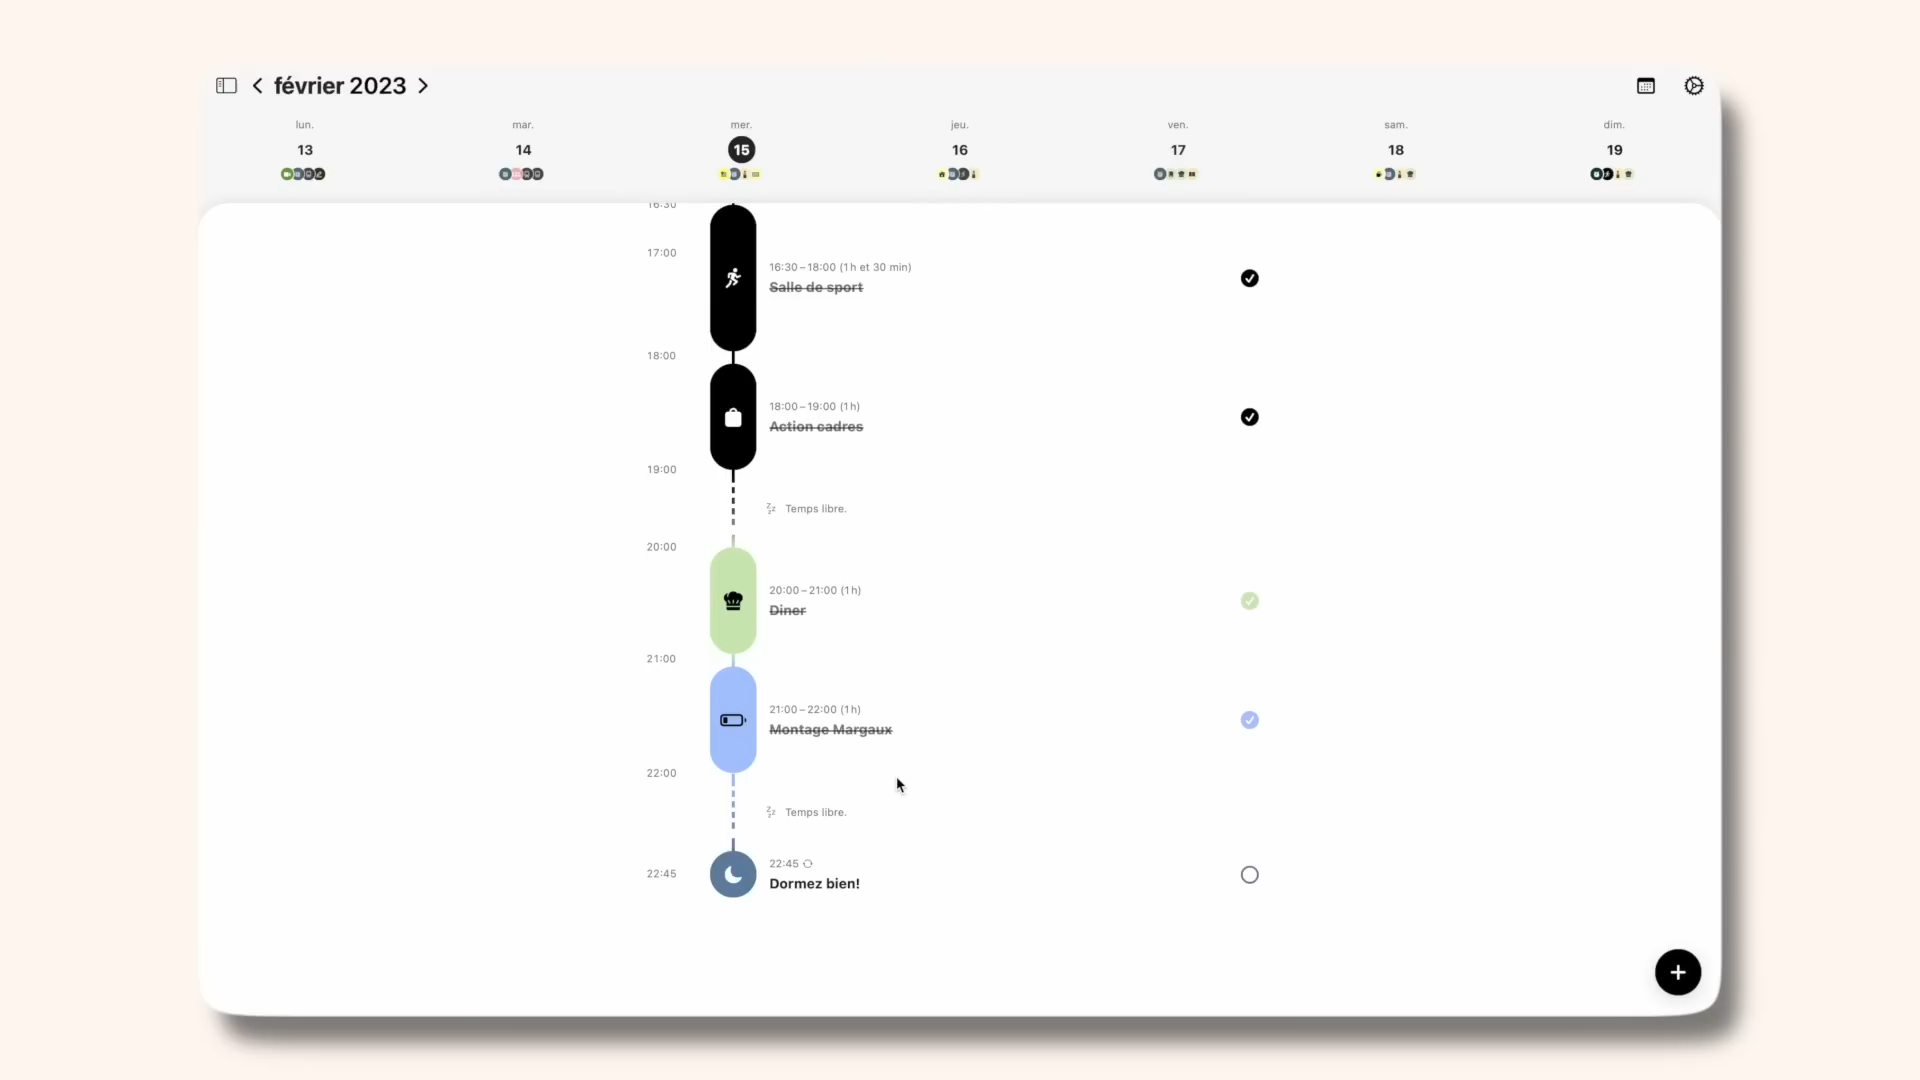 février 2023
lun.
mar.
mer.
jeu.
ven.
sam.
dim.
13
14
15
16
17
18
19
16:30
17:00
16:30 – 18:00 (1 h et 30 min)
Salle de sport
18:00
18:00 – 19:00 (1 h)
Action cadres
19:00
Temps libre.
20:00
20:00 – 21:00 (1 h)
Diner
21:00
21:00 – 22:00 (1 h)
Montage Margaux
22:00
Temps libre.
22:45
22:45
Dormez bien!